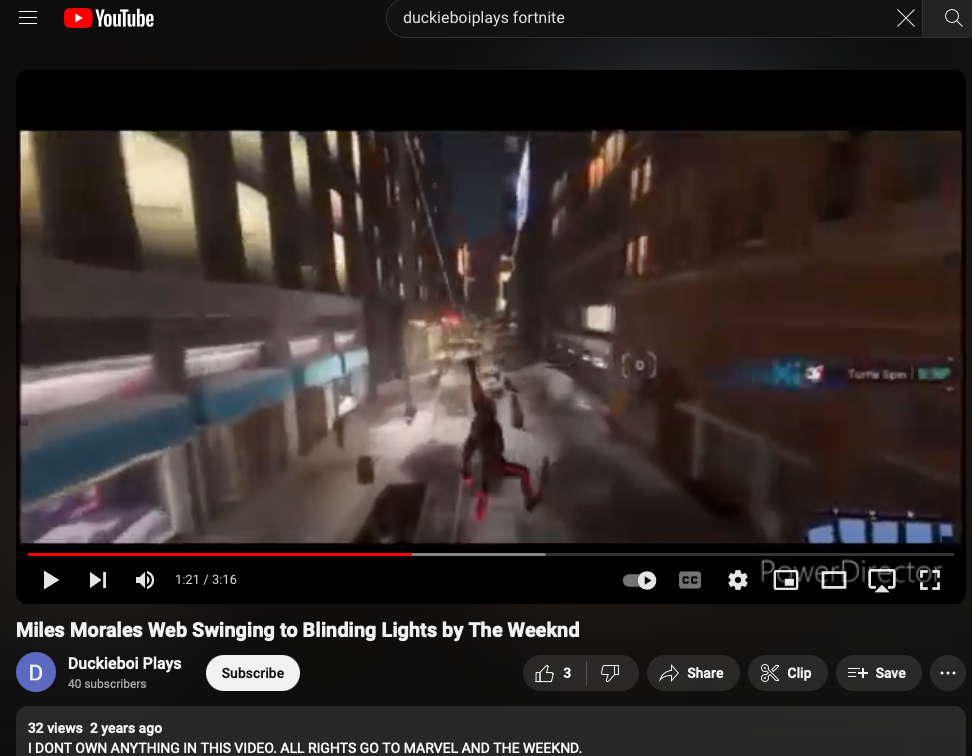 YouTube
duckieboiplays fortnite
1:21 / 3:16
CC
PowerDirector
Miles Morales Web Swinging to Blinding Lights by The Weeknd
D
Duckieboi Plays
40 subscribers
Subscribe
3
Share
Clip
Save
32 views 2 years ago
I DONT OWN ANYTHING IN THIS VIDEO. ALL RIGHTS GO TO MARVEL AND THE WEEKND.